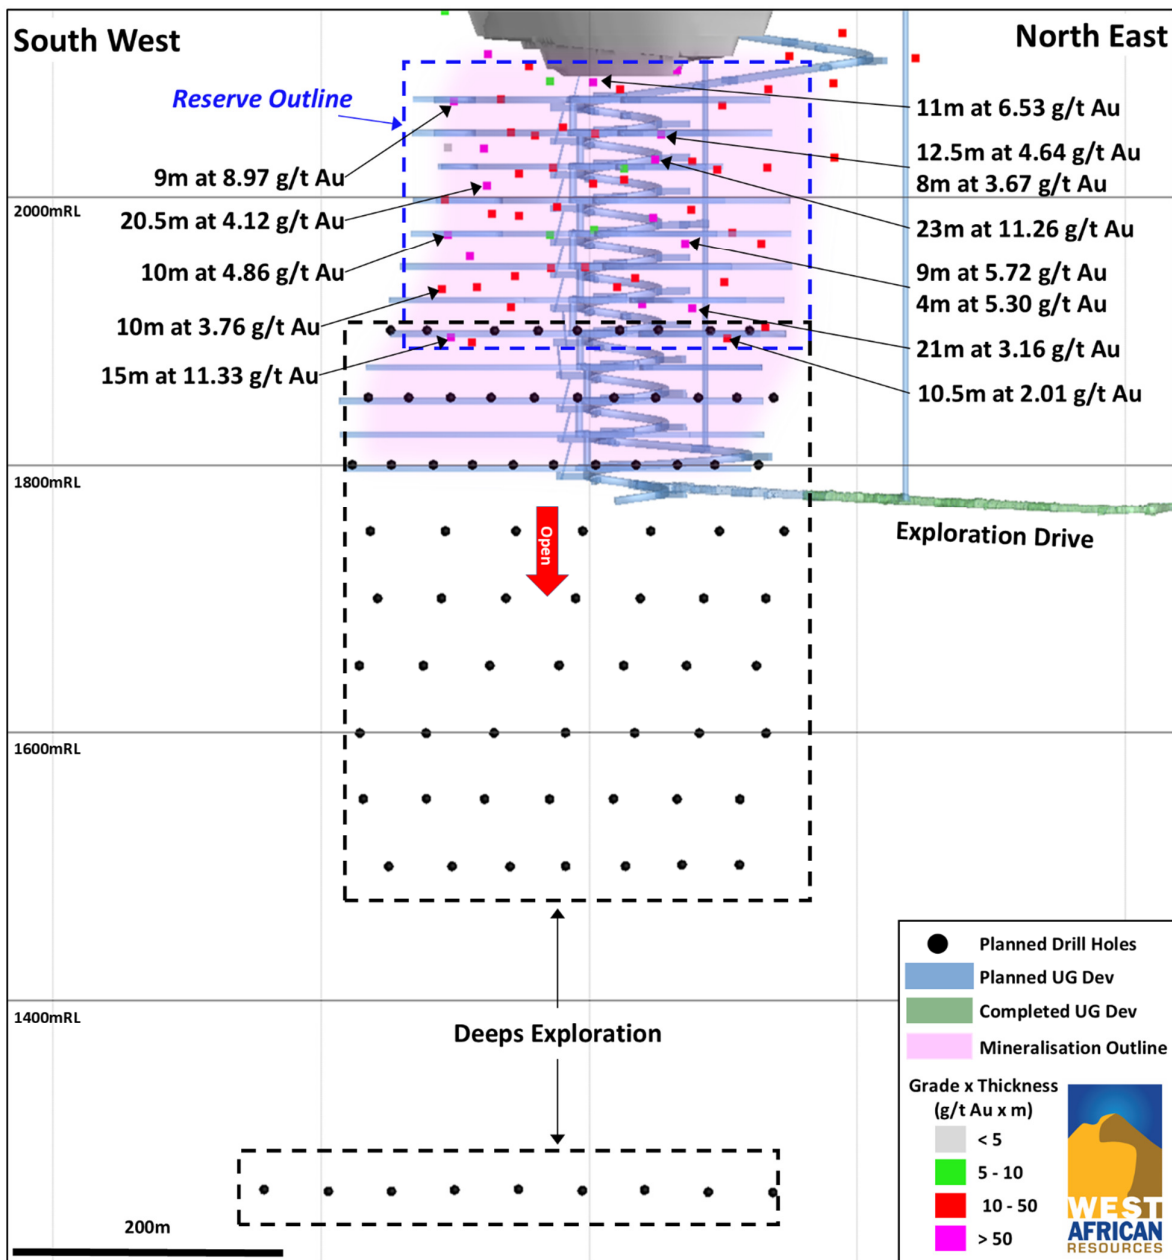 South West
North East
Reserve Outline
9m at 8.97 g/t Au
20.5m at 4.12 g/t Au
10m at 4.86 g/t Au
10m at 3.76 g/t Au
15m at 11.33 g/t Au
11m at 6.53 g/t Au
12.5m at 4.64 g/t Au
8m at 3.67 g/t Au
23m at 11.26 g/t Au
9m at 5.72 g/t Au
4m at 5.30 g/t Au
21m at 3.16 g/t Au
10.5m at 2.01 g/t Au
2000mRL
1800mRL
Exploration Drive
Open
1600mRL
1400mRL
Deeps Exploration
200m
Planned Drill Holes
Planned UG Dev
Completed UG Dev
Mineralisation Outline
Grade x Thickness
(g/t Au x m)
< 5
5 - 10
10 - 50
> 50
WEST
AFRICAN
RESOURCES